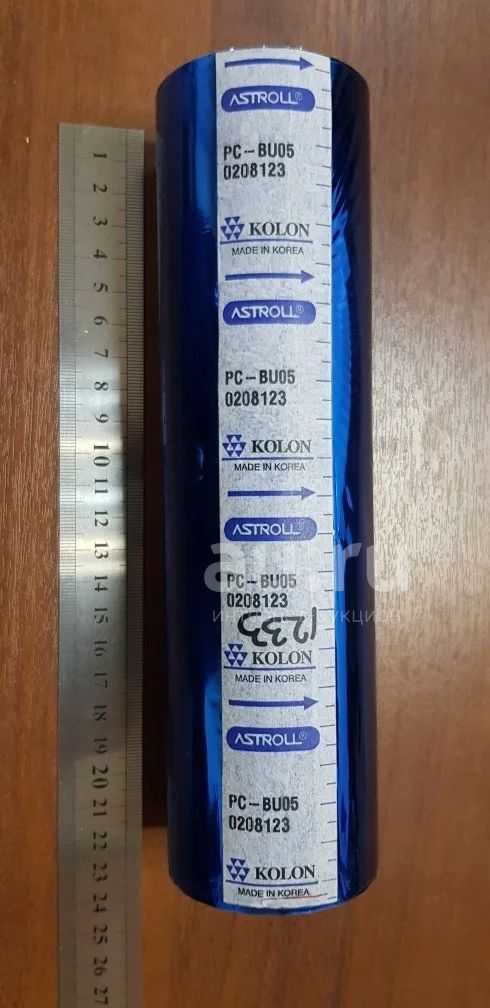 ASTROLL®
PC-BU05
0208123
KOLON
MADE IN KOREA
ASTROLL®
PC-BU05
0208123
KOLON
MADE IN KOREA
ASTROLL®
PC-BU05
0208123
1233
KOLON
MADE IN KOREA
ASTROLL®
PC-BU05
0208123
KOLON
MADE IN KOREA
1
2
3
4
5
6
7
8
9
10
11
12
13
14
15
16
17
18
19
20
21
22
23
24
25
26
27